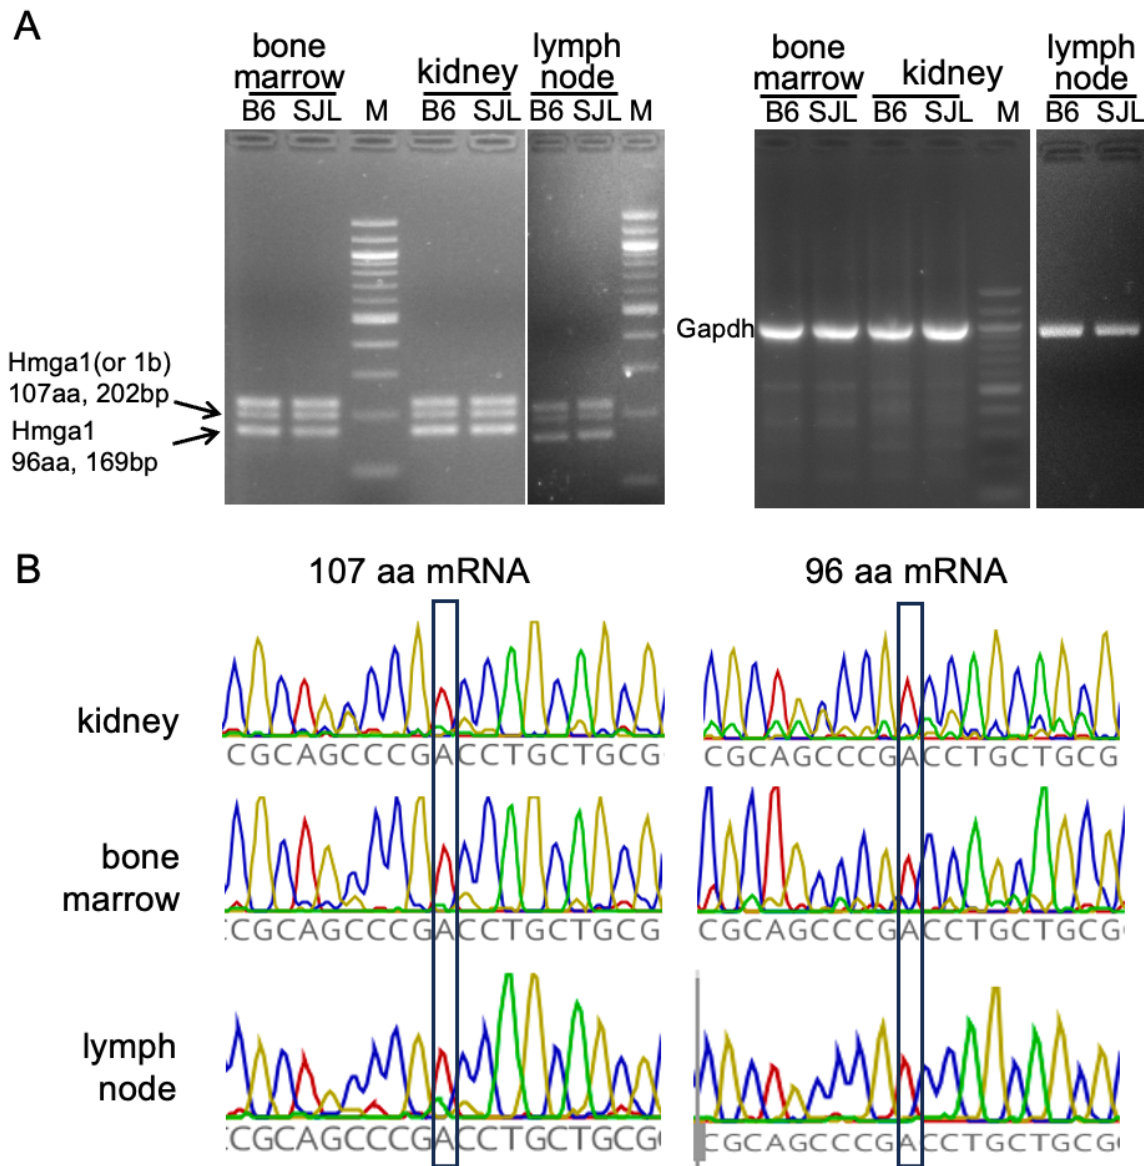 A
bone
marrow
kidney
lymph
node
B6 SJL M B6 SJL B6 SJL M
bone
marrow
kidney
lymph
node
B6 SJL B6 SJL M B6 SJL
Hmga1(or 1b)
107aa, 202bp
Hmga1
96aa, 169bp
Gapdh
B
107 aa mRNA
96 aa mRNA
kidney
CGCAGCCCGACCTGCTGCG
CGCAGCCCGACCTGCTGCG
bone
marrow
CGCAGCCCGACCTGCTGCG
CGCAGCCCGACCTGCTGCG
lymph
node
CGCAGCCCGACCTGCTGCG
CGCAGCCCGACCTGCTGCG